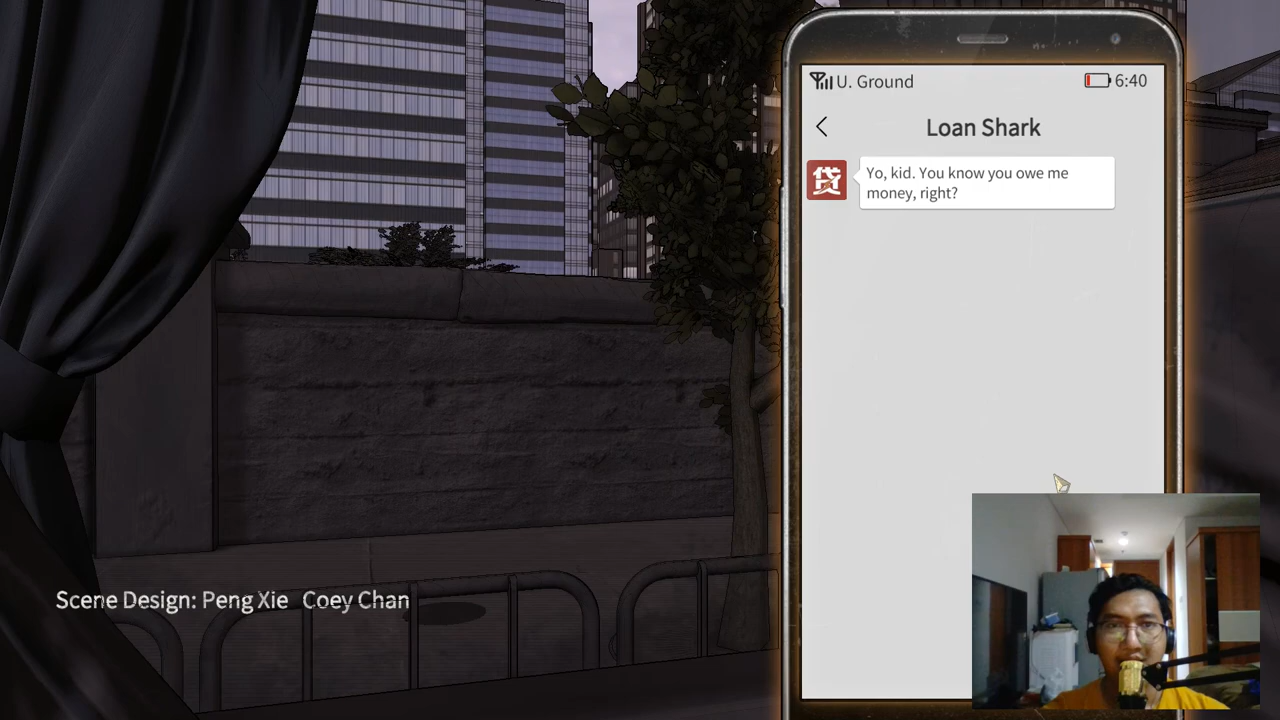 U. Ground
6:40
Loan Shark
贷
Yo, kid. You know you owe me
money, right?
Scene Design: Peng Xie Coey Chan